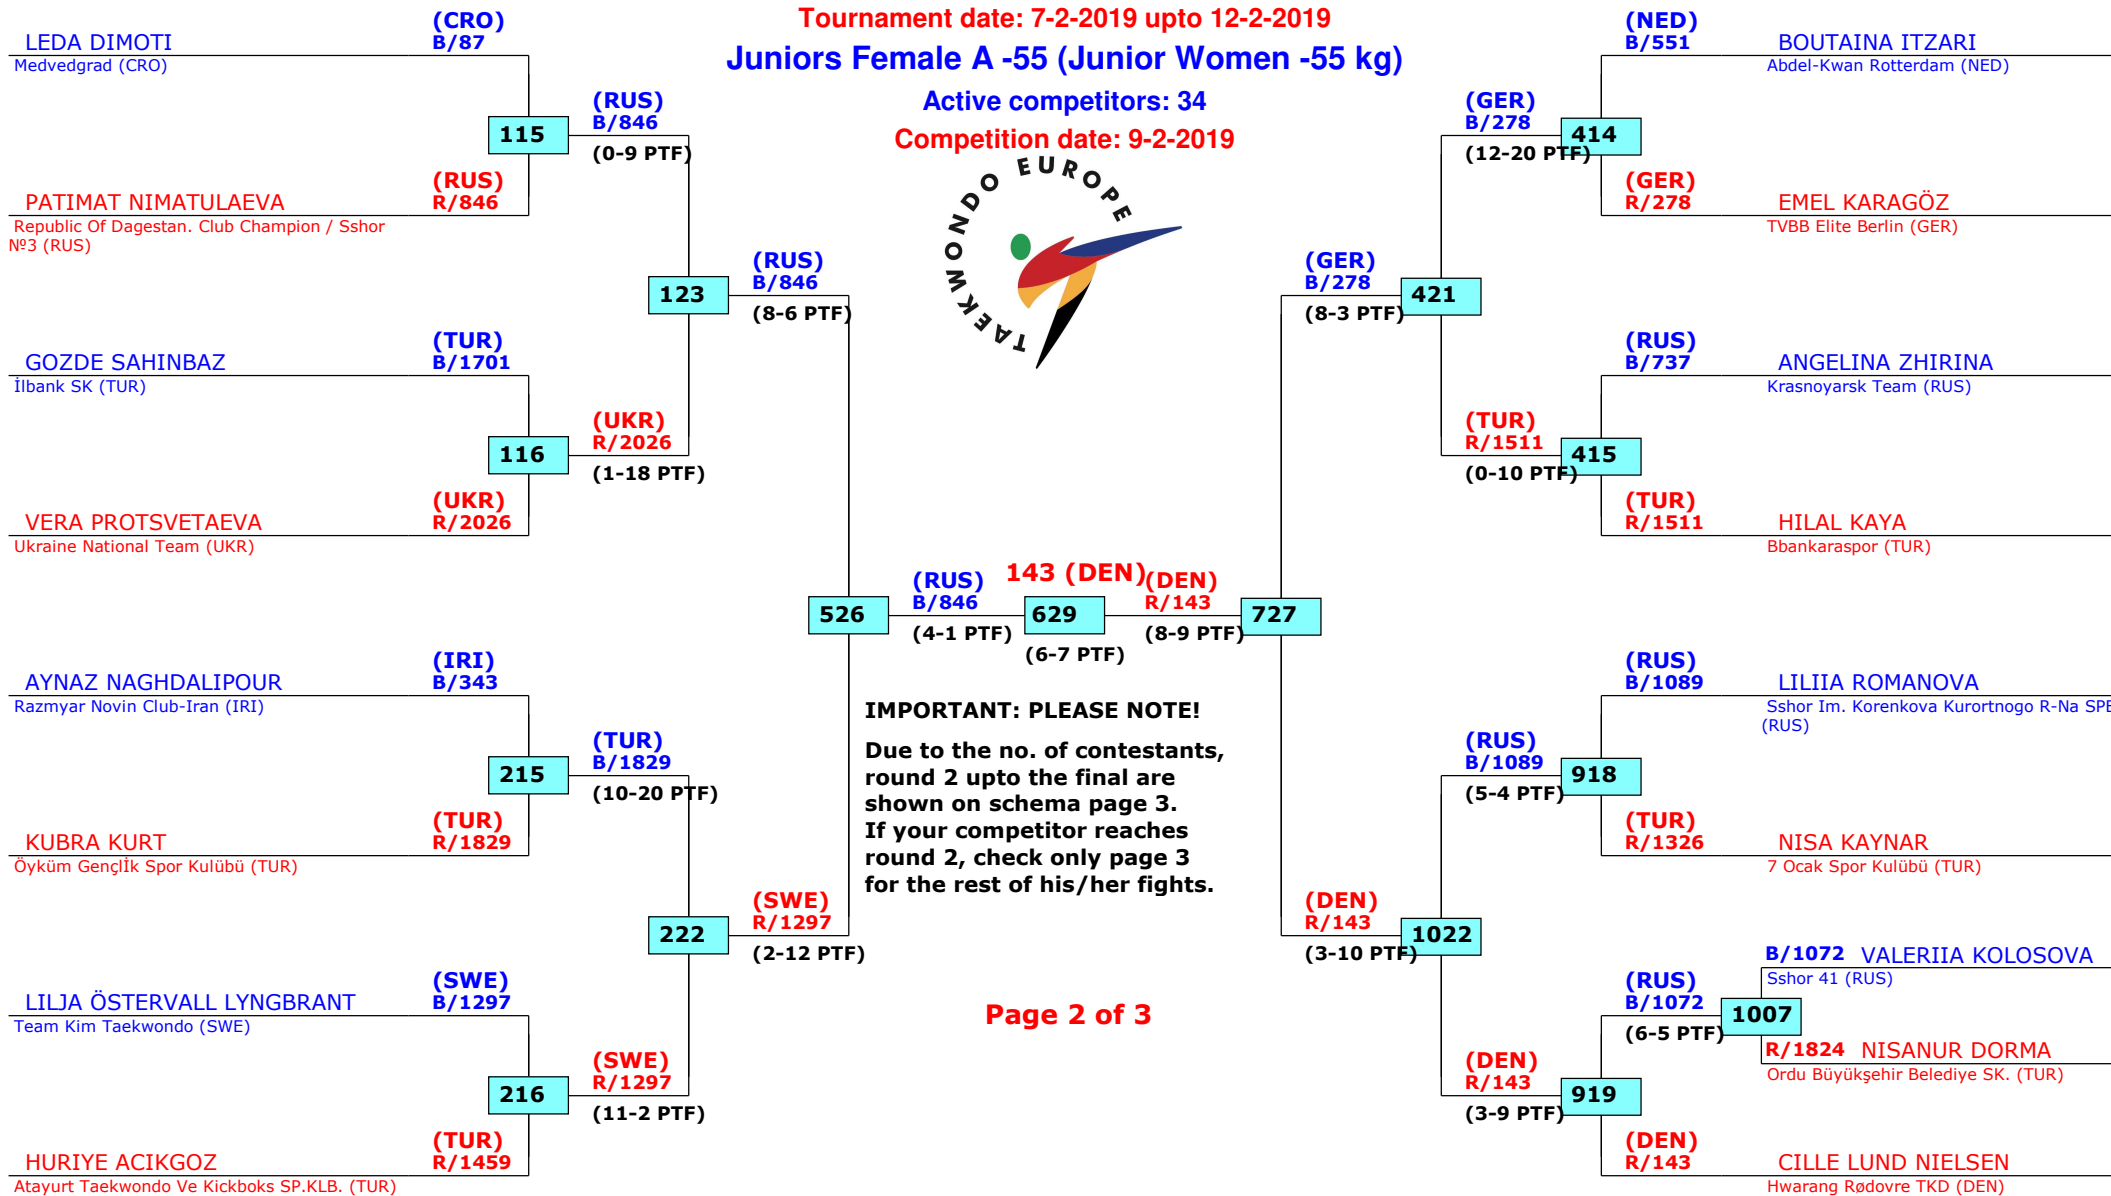 Tournament date: 7-2-2019 upto 12-2-2019
Juniors Female A -55 (Junior Women -55 kg)
Active competitors: 34
Competition date: 9-2-2019
TAEKWONDO EUROPE
LEDA DIMOTI
(CRO)
B/87
Medvedgrad (CRO)
115
(RUS)
B/846
(0-9 PTF)
PATIMAT NIMATULAEVA
(RUS)
R/846
Republic Of Dagestan. Club Champion / Sshor
№3 (RUS)
123
(RUS)
B/846
(8-6 PTF)
GOZDE SAHINBAZ
(TUR)
B/1701
İlbank SK (TUR)
116
(UKR)
R/2026
(1-18 PTF)
VERA PROTSVETAEVA
(UKR)
R/2026
Ukraine National Team (UKR)
526
(RUS)
B/846
(4-1 PTF)
143 (DEN)
629
(6-7 PTF)
(DEN)
R/143
(8-9 PTF)
727
AYNAZ NAGHDALIPOUR
(IRI)
B/343
Razmyar Novin Club-Iran (IRI)
215
(TUR)
B/1829
(10-20 PTF)
KUBRA KURT
(TUR)
R/1829
Öyküm Gençlİk Spor Kulübü (TUR)
222
(SWE)
R/1297
(2-12 PTF)
LILJA ÖSTERVALL LYNGBRANT
(SWE)
B/1297
Team Kim Taekwondo (SWE)
216
(SWE)
R/1297
(11-2 PTF)
HURIYE ACIKGOZ
(TUR)
R/1459
Atayurt Taekwondo Ve Kickboks SP.KLB. (TUR)
IMPORTANT: PLEASE NOTE!
Due to the no. of contestants,
round 2 upto the final are
shown on schema page 3.
If your competitor reaches
round 2, check only page 3
for the rest of his/her fights.
Page 2 of 3
(NED)
B/551
BOUTAINA ITZARI
Abdel-Kwan Rotterdam (NED)
(GER)
B/278
(12-20 PTF)
414
(GER)
R/278
EMEL KARAGÖZ
TVBB Elite Berlin (GER)
(GER)
B/278
(8-3 PTF)
421
(RUS)
B/737
ANGELINA ZHIRINA
Krasnoyarsk Team (RUS)
(TUR)
R/1511
(0-10 PTF)
415
(TUR)
R/1511
HILAL KAYA
Bbankaraspor (TUR)
(RUS)
B/1089
LILIIA ROMANOVA
Sshor Im. Korenkova Kurortnogo R-Na SPE
(RUS)
(RUS)
B/1089
(5-4 PTF)
918
(TUR)
R/1326
NISA KAYNAR
7 Ocak Spor Kulübü (TUR)
(DEN)
R/143
(3-10 PTF)
1022
B/1072 VALERIIA KOLOSOVA
Sshor 41 (RUS)
(RUS)
B/1072
(6-5 PTF)
1007
R/1824 NISANUR DORMA
Ordu Büyükşehir Belediye SK. (TUR)
(DEN)
R/143
(3-9 PTF)
919
(DEN)
R/143
CILLE LUND NIELSEN
Hwarang Rødovre TKD (DEN)